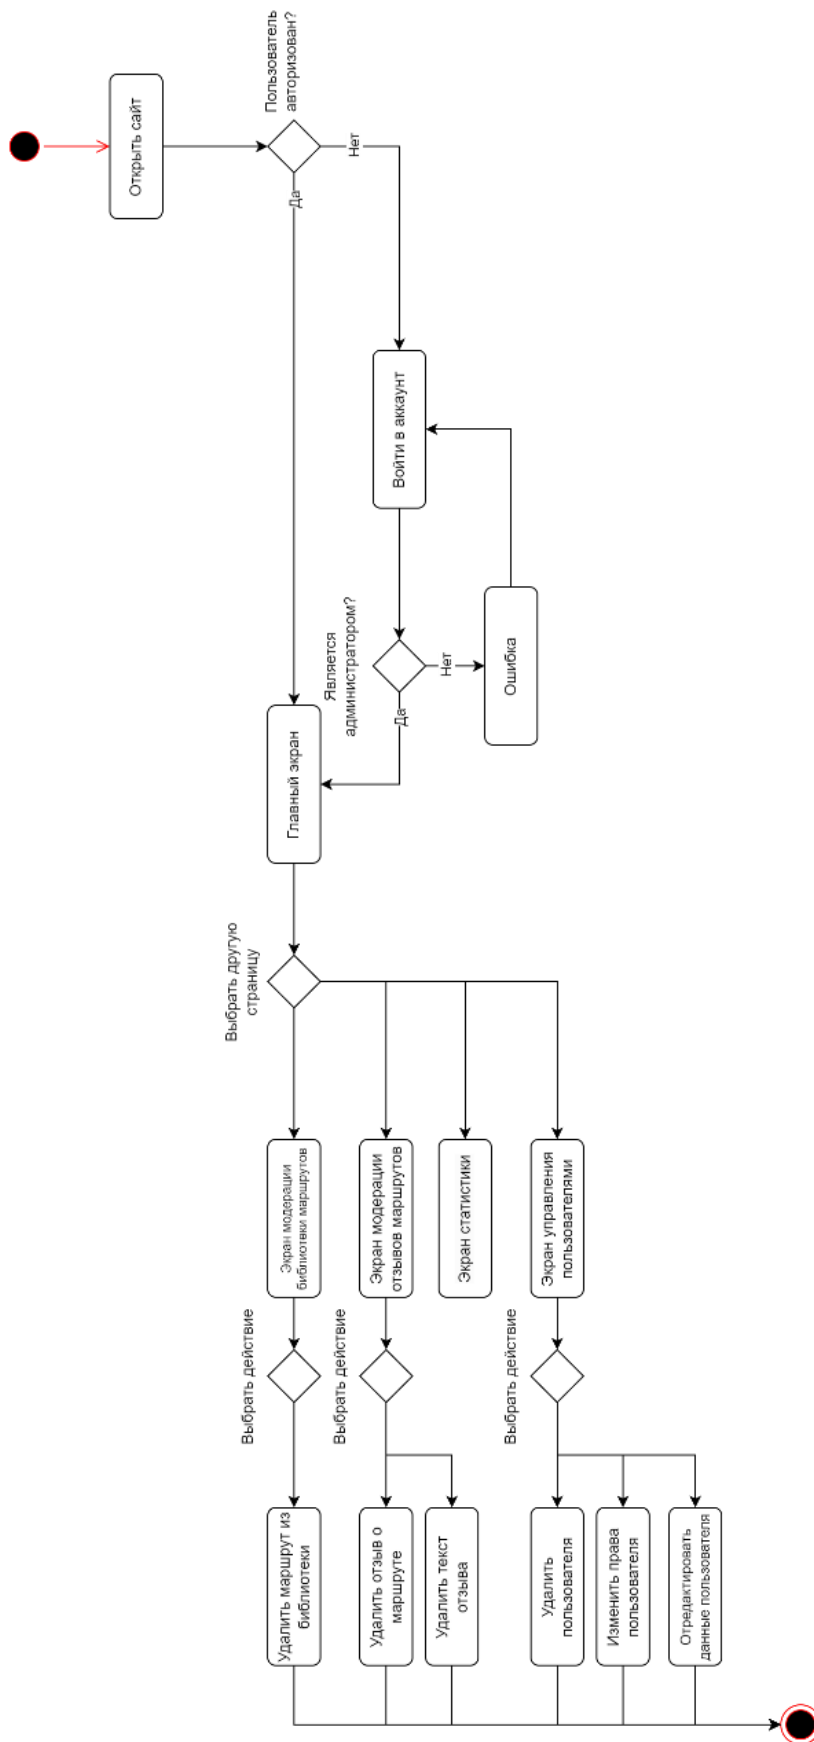 Открыть сайт
Пользователь
авторизован?
Нет
Да
Войти в аккаунт
Является
администратором?
Нет
Да
Ошибка
Главный экран
Выбрать другую
страницу
Экран модерации
библиотеки маршрутов
Экран модерации
отзывов маршрутов
Экран статистики
Экран управления
пользователями
Выбрать действие
Выбрать действие
Выбрать действие
Удалить маршрут из
библиотеки
Удалить отзыв о
маршруте
Удалить текст
отзыва
Удалить
пользователя
Изменить права
пользователя
Отредактировать
данные пользователя